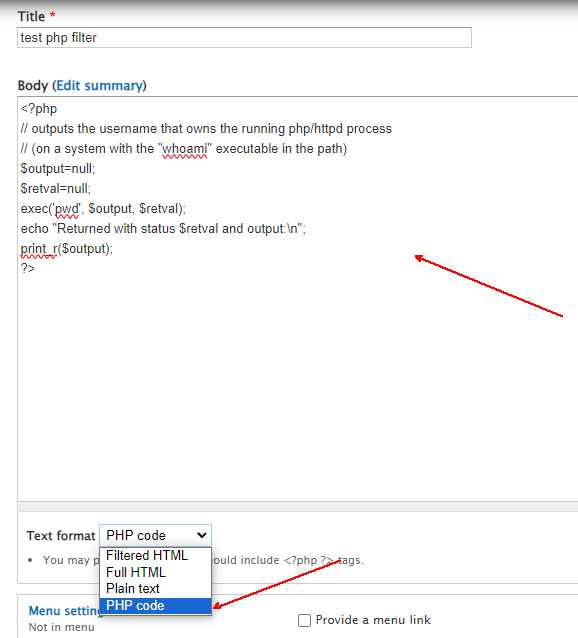 Title *
test php filter
Body (Edit summary)
<?php
// outputs the username that owns the running php/httpd process
// (on a system with the "whoami" executable in the path)
$output=null;
$retval=null;
exec('pwd', $output, $retval);
echo "Returned with status $retval and output:\n";
print_r($output);
?>
Text format PHP code
Filtered HTML
You may p ould include <?php ?> tags.
Full HTML
Plain text
PHP code
Menu setting
Not in menu
Provide a menu link